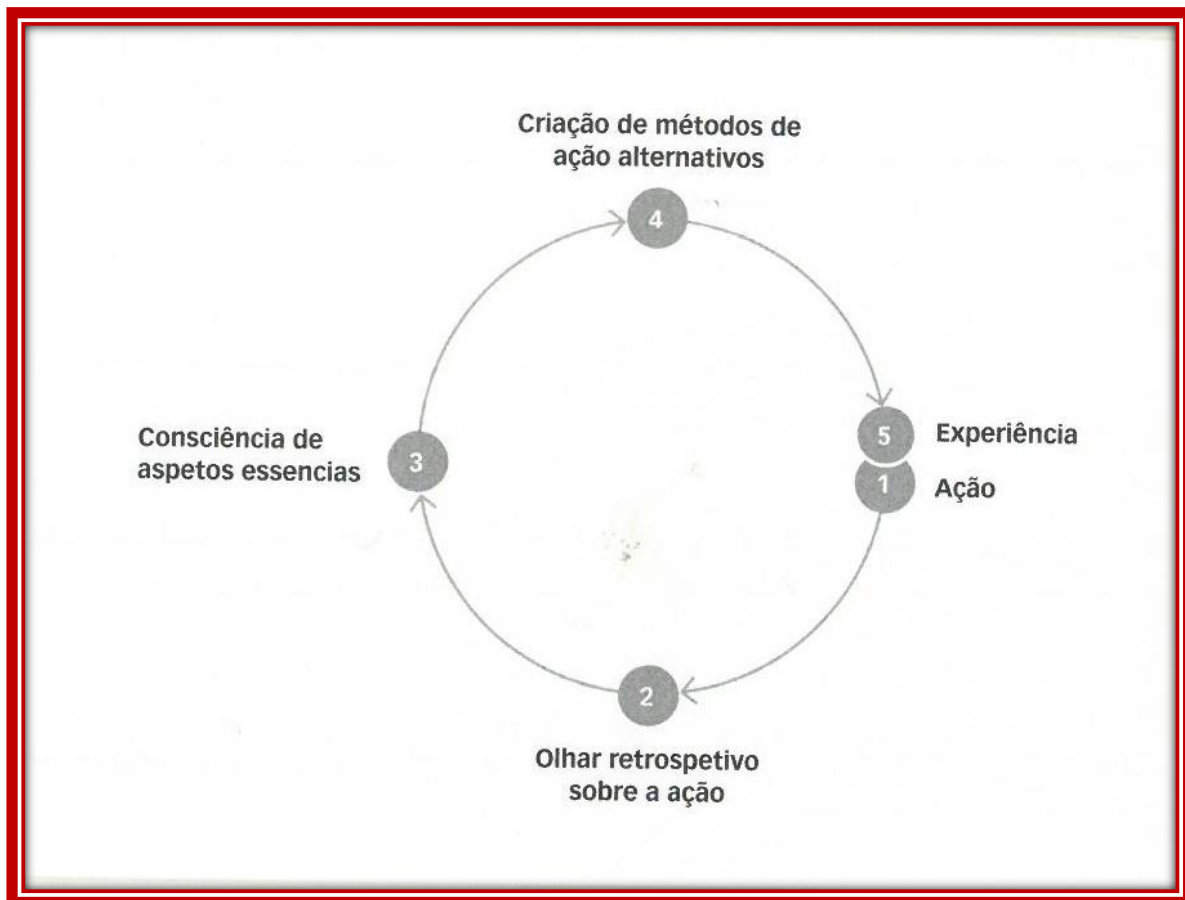 Criação de métodos de
ação alternativos
4
5
Experiência
1
Ação
Consciência de
aspetos essencias
3
2
Olhar retrospetivo
sobre a ação